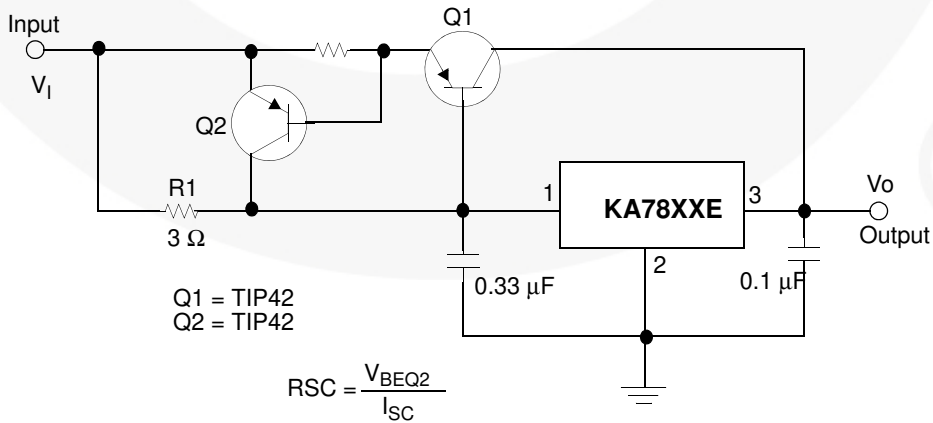 Input
Q1
V_I
Q2
R1
3 Ω
1
KA78XXE
3
Vo
Output
2
0.33 μF
0.1 μF
Q1 = TIP42
Q2 = TIP42
RSC = V_BEQ2 / I_SC